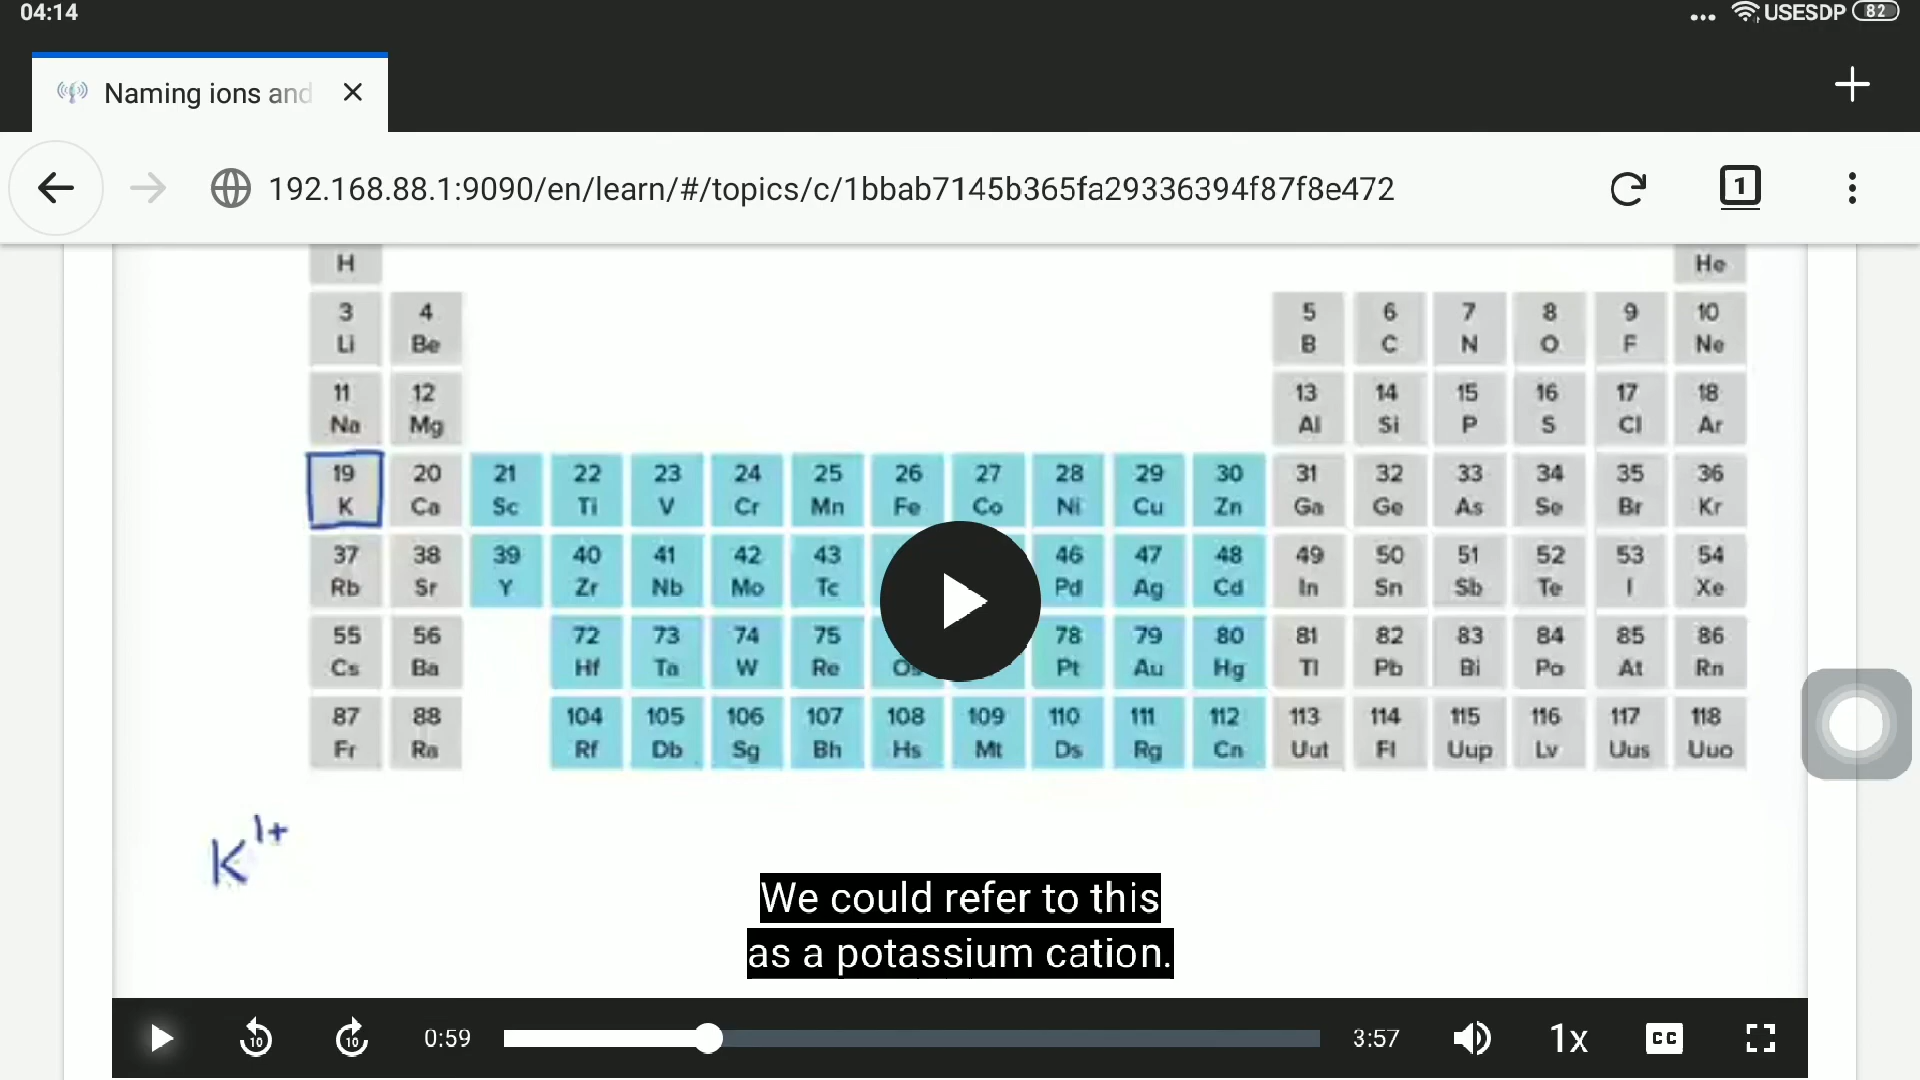 04:14 ... USESDP 82
Naming ions and
192.168.88.1:9090/en/learn/#/topics/c/1bbab7145b365fa29336394f87f8e472 1
H He
3 4 5 6 7 8 9 10
Li Be B C N O F Ne
11 12 13 14 15 16 17 18
Na Mg Al Si P S Cl Ar
19 20 21 22 23 24 25 26 27 28 29 30 31 32 33 34 35 36
K Ca Sc Ti V Cr Mn Fe Co Ni Cu Zn Ga Ge As Se Br Kr
37 38 39 40 41 42 43 46 47 48 49 50 51 52 53 54
Rb Sr Y Zr Nb Mo Tc Pd Ag Cd In Sn Sb Te I Xe
55 56 72 73 74 75 78 79 80 81 82 83 84 85 86
Cs Ba Hf Ta W Re Os Pt Au Hg Tl Pb Bi Po At Rn
87 88 104 105 106 107 108 109 110 111 112 113 114 115 116 117 118
Fr Ra Rf Db Sg Bh Hs Mt Ds Rg Cn Uut Fl Uup Lv Uus Uuo
K 1+
We could refer to this
as a potassium cation.
10 10 0:59 3:57 1x CC